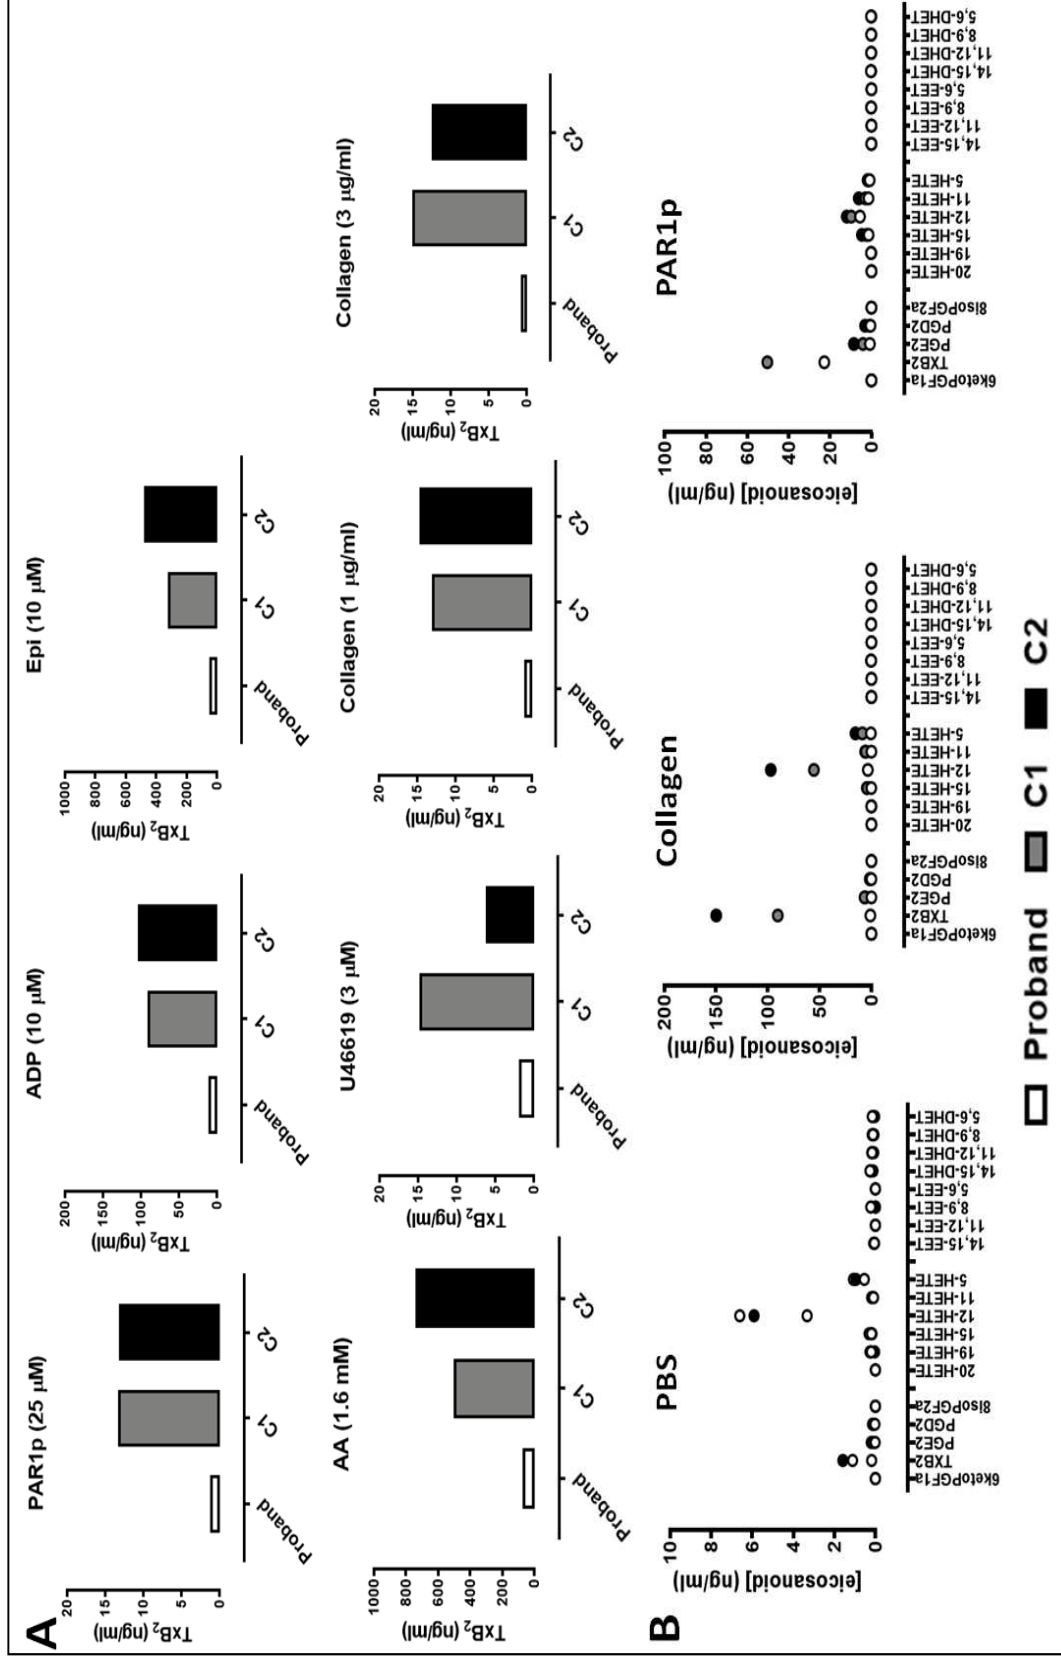 A
PAR1p (25 µM)
TxB2 (ng/ml)
20
15
10
5
0
Proband
C1
C2
ADP (10 µM)
TxB2 (ng/ml)
200
150
100
50
0
Proband
C1
C2
Epi (10 µM)
TxB2 (ng/ml)
1000
800
600
400
200
0
Proband
C1
C2
AA (1.6 mM)
TxB2 (ng/ml)
1000
800
600
400
200
0
Proband
C1
C2
U46619 (3 µM)
TxB2 (ng/ml)
20
15
10
5
0
Proband
C1
C2
Collagen (1 µg/ml)
TxB2 (ng/ml)
20
15
10
5
0
Proband
C1
C2
Collagen (3 µg/ml)
TxB2 (ng/ml)
20
15
10
5
0
Proband
C1
C2
B
PBS
[eicosanoid] (ng/ml)
10
8
6
4
2
0
6ketoPGF1a
TXB2
PGE2
PGD2
8isoPGF2a
20-HETE
19-HETE
15-HETE
12-HETE
11-HETE
5-HETE
14,15-EET
11,12-EET
8,9-EET
5,6-EET
14,15-DHET
11,12-DHET
8,9-DHET
5,6-DHET
Collagen
[eicosanoid] (ng/ml)
200
150
100
50
0
6ketoPGF1a
TXB2
PGE2
PGD2
8isoPGF2a
20-HETE
19-HETE
15-HETE
12-HETE
11-HETE
5-HETE
14,15-EET
11,12-EET
8,9-EET
5,6-EET
14,15-DHET
11,12-DHET
8,9-DHET
5,6-DHET
PAR1p
[eicosanoid] (ng/ml)
100
80
60
40
20
0
6ketoPGF1a
TXB2
PGE2
PGD2
8isoPGF2a
20-HETE
19-HETE
15-HETE
12-HETE
11-HETE
5-HETE
14,15-EET
11,12-EET
8,9-EET
5,6-EET
14,15-DHET
11,12-DHET
8,9-DHET
5,6-DHET
Proband C1 C2